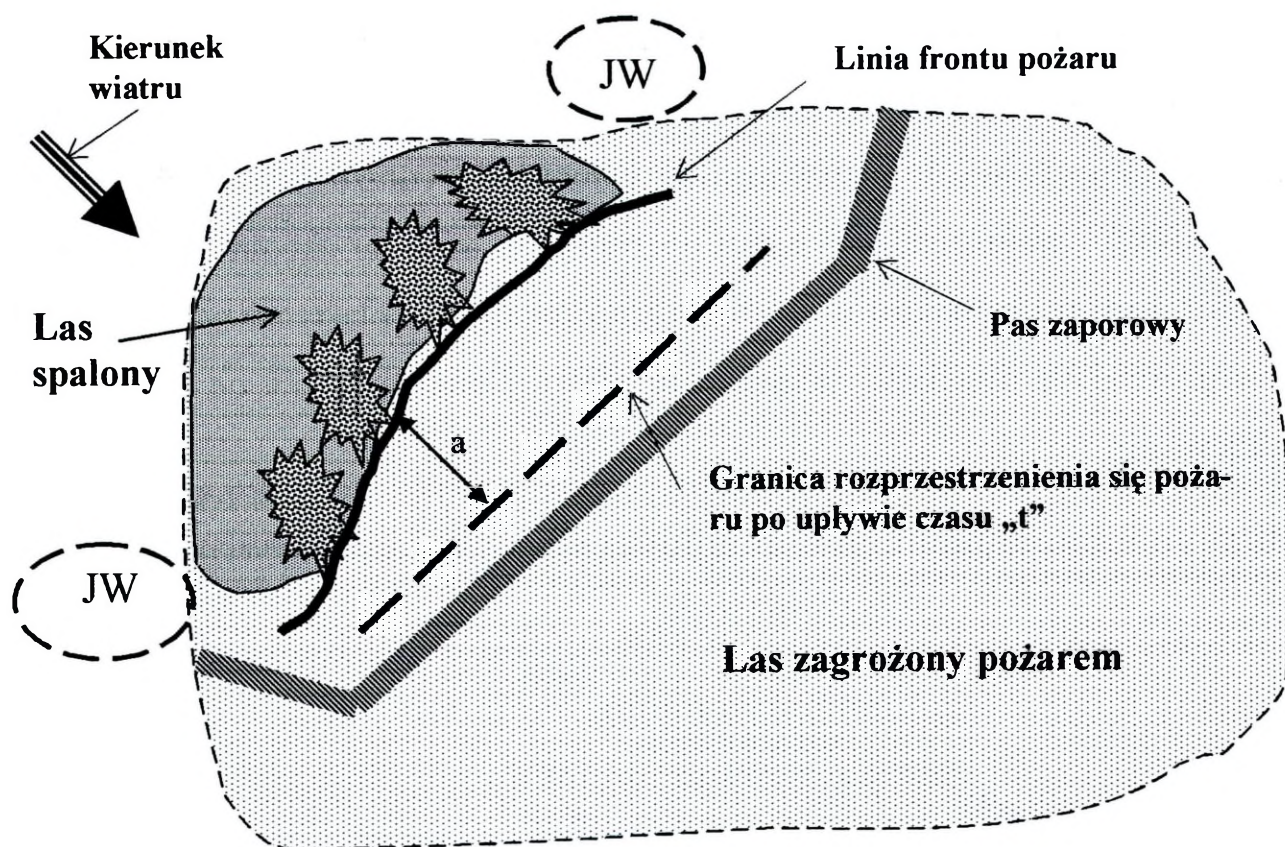 Kierunek
wiatru
JW
Linia frontu pożaru
Las
spalony
Pas zaporowy
a
Granica rozprzestrzenienia się poża-
ru po upływie czasu „t”
JW
Las zagrożony pożarem